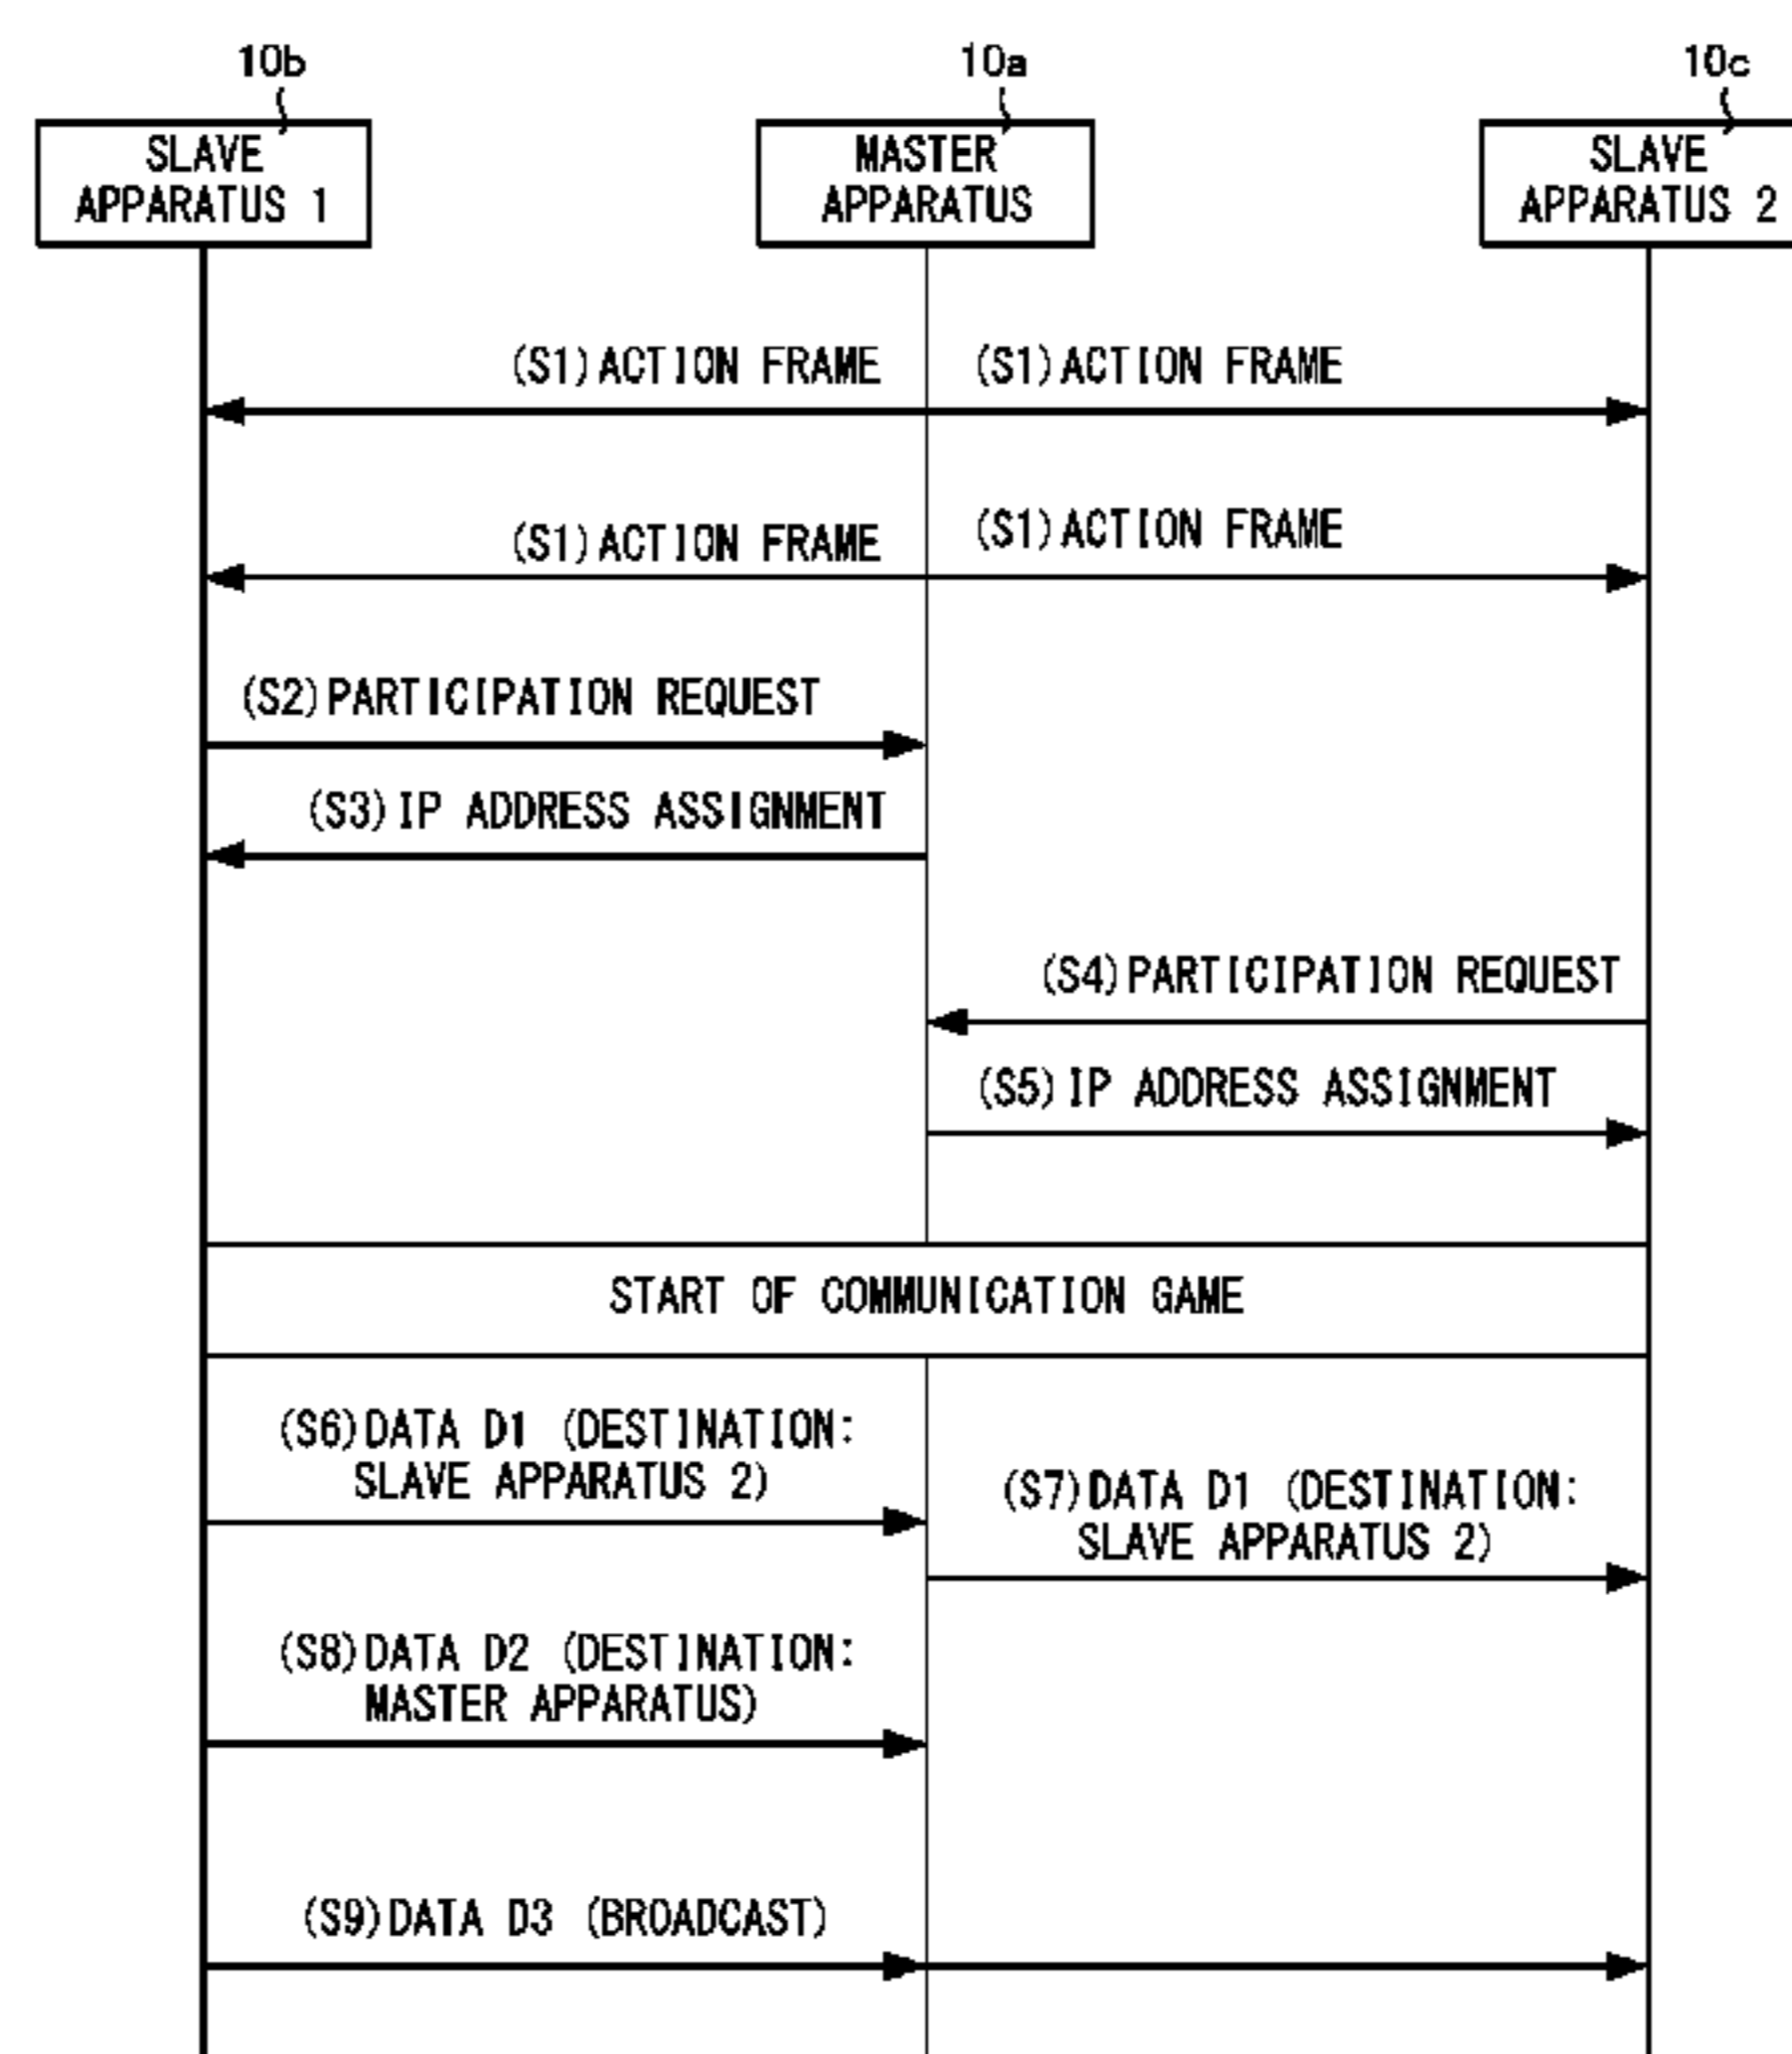 10b
10a
10c
SLAVE
APPARATUS 1
MASTER
APPARATUS
SLAVE
APPARATUS 2
(S1)ACTION FRAME
(S1)ACTION FRAME
(S1)ACTION FRAME
(S1)ACTION FRAME
(S2)PARTICIPATION REQUEST
(S3)IP ADDRESS ASSIGNMENT
(S4)PARTICIPATION REQUEST
(S5)IP ADDRESS ASSIGNMENT
START OF COMMUNICATION GAME
(S6)DATA D1 (DESTINATION:
SLAVE APPARATUS 2)
(S7)DATA D1 (DESTINATION:
SLAVE APPARATUS 2)
(S8)DATA D2 (DESTINATION:
MASTER APPARATUS)
(S9)DATA D3 (BROADCAST)